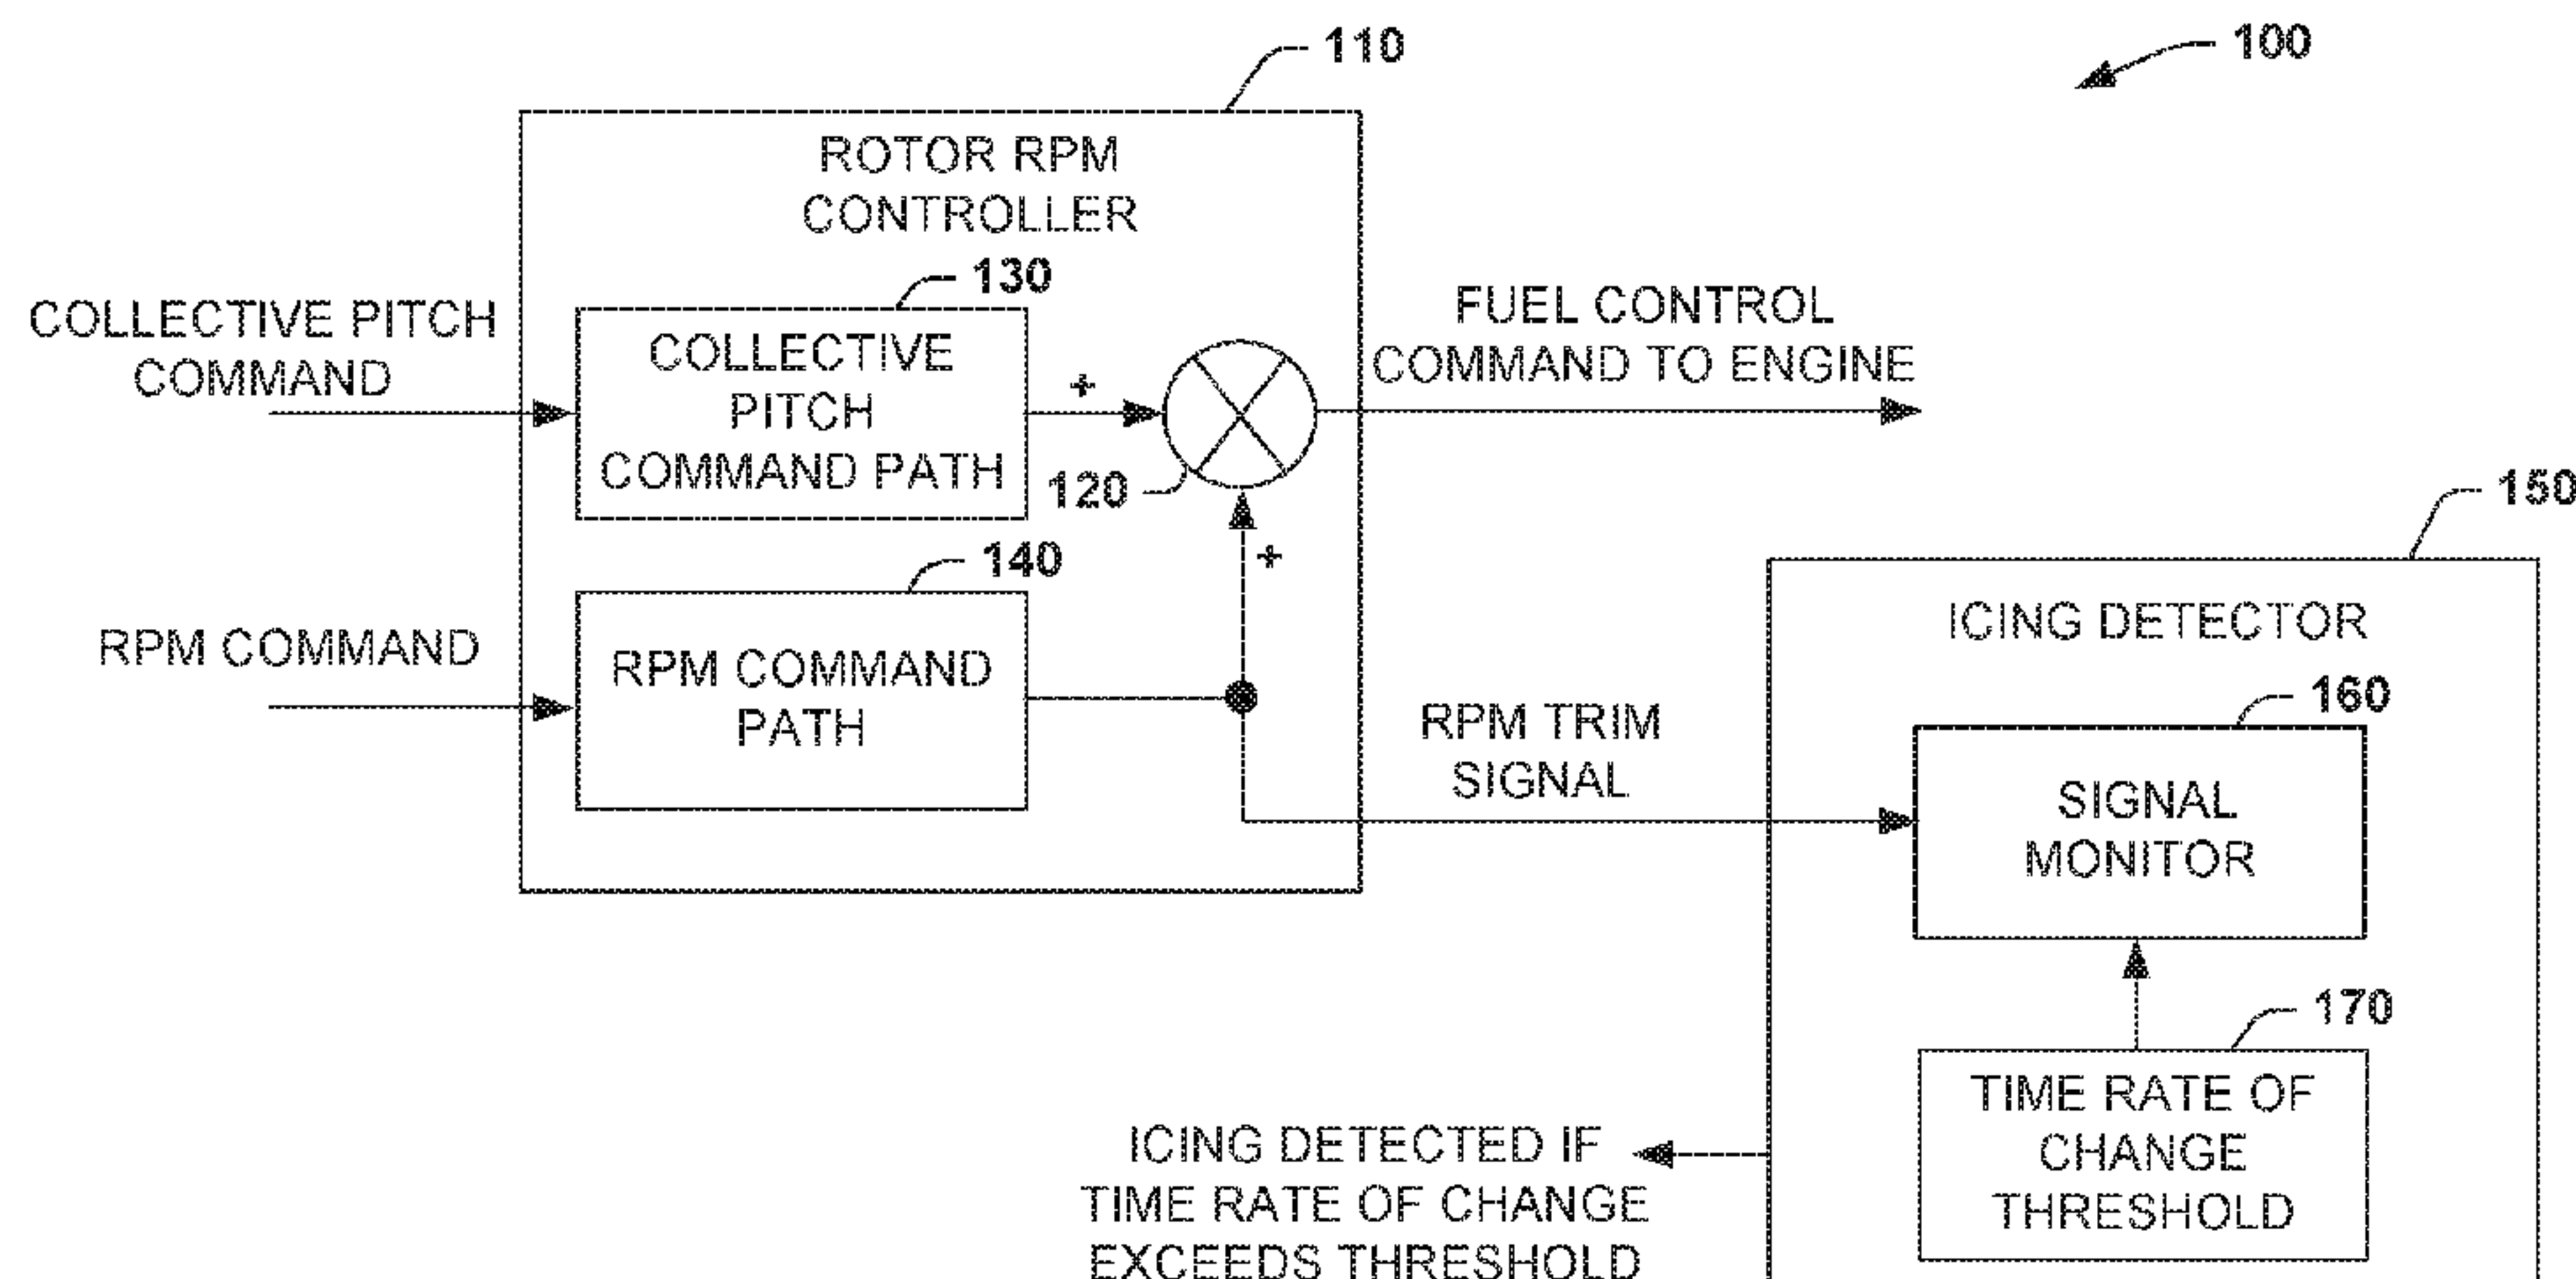 110
100
ROTOR RPM
CONTROLLER
130
COLLECTIVE PITCH
COMMAND
COLLECTIVE
PITCH
COMMAND PATH
+
120
FUEL CONTROL
COMMAND TO ENGINE
+
140
RPM COMMAND
RPM COMMAND
PATH
150
ICING DETECTOR
160
RPM TRIM
SIGNAL
SIGNAL
MONITOR
170
TIME RATE OF
CHANGE
THRESHOLD
ICING DETECTED IF
TIME RATE OF CHANGE
EXCEEDS THRESHOLD